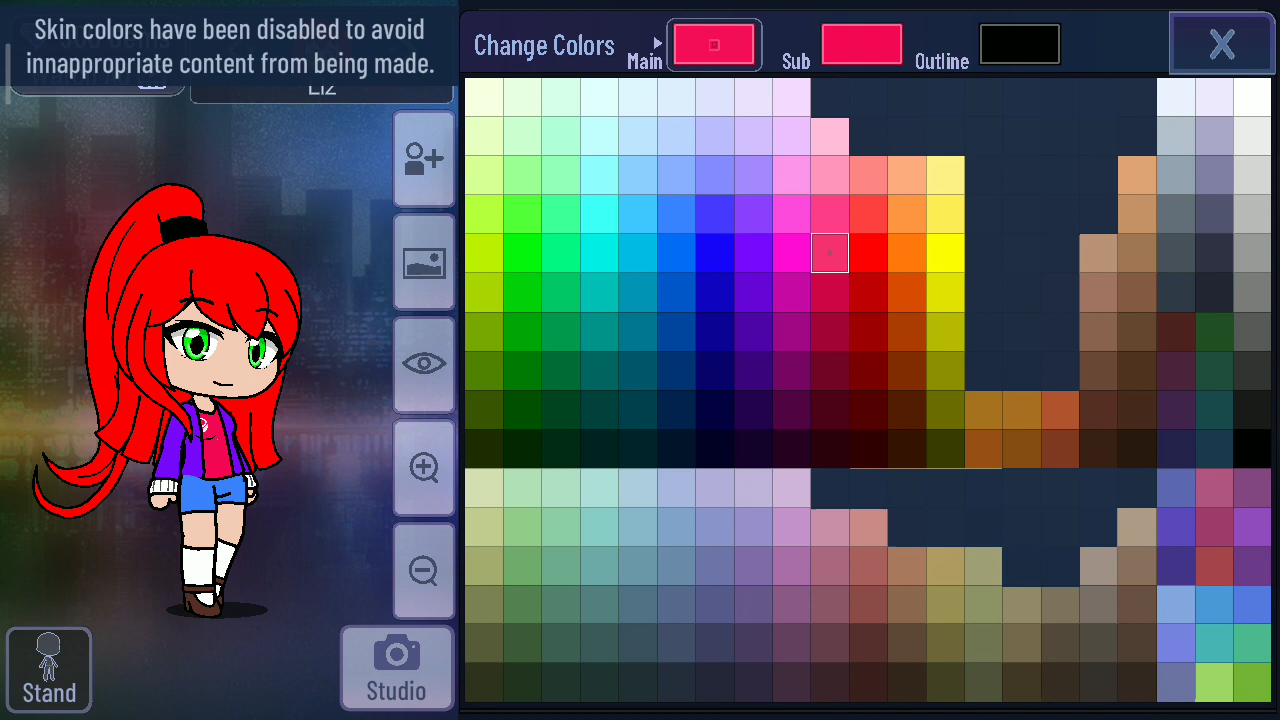 Skin colors have been disabled to avoid
innappropriate content from being made.
Liz
Change Colors
Main
Sub
Outline
X
Stand
Studio